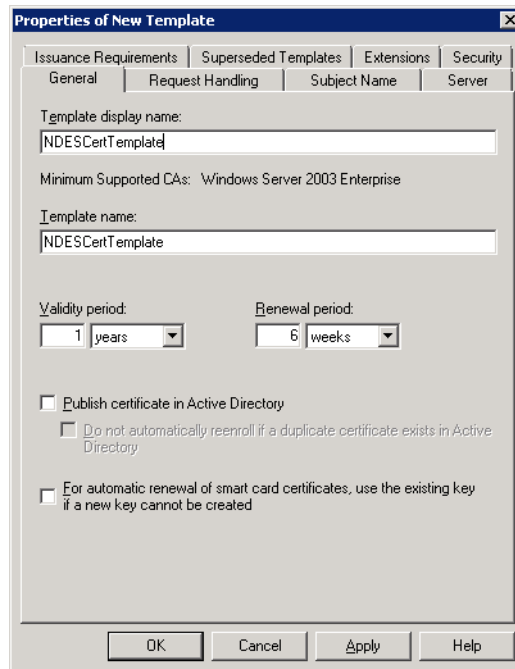 Properties of New Template
Issuance Requirements Superseded Templates Extensions Security
General Request Handling Subject Name Server
Template display name:
NDESCertTemplate
Minimum Supported CAs: Windows Server 2003 Enterprise
Template name:
NDESCertTemplate
Validity period: Renewal period:
1 years 6 weeks
Publish certificate in Active Directory
Do not automatically reenroll if a duplicate certificate exists in Active
Directory
For automatic renewal of smart card certificates, use the existing key
if a new key cannot be created
OK Cancel Apply Help